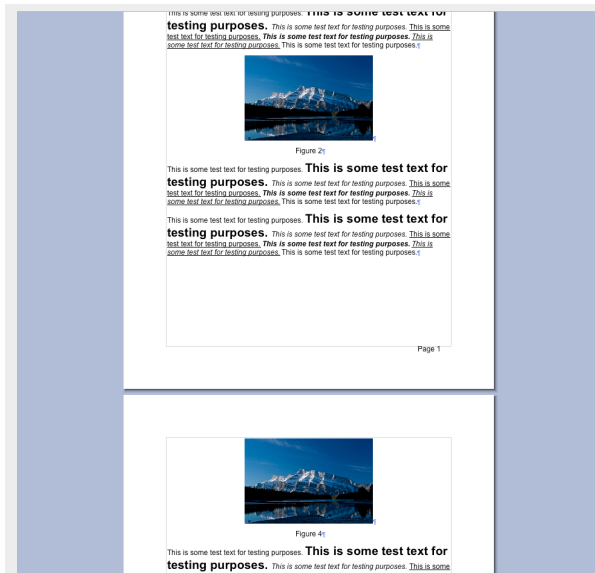 This is some test text for testing purposes. This is some test text for
testing purposes. This is some test text for testing purposes. This is some
test text for testing purposes. This is some test text for testing purposes. This is
some test text for testing purposes. This is some test text for testing purposes.¶
¶
Figure 2¶
This is some test text for testing purposes. This is some test text for
testing purposes. This is some test text for testing purposes. This is some
test text for testing purposes. This is some test text for testing purposes. This is
some test text for testing purposes. This is some test text for testing purposes.¶
This is some test text for testing purposes. This is some test text for
testing purposes. This is some test text for testing purposes. This is some
test text for testing purposes. This is some test text for testing purposes. This is
some test text for testing purposes. This is some test text for testing purposes.¶
Page 1
¶
Figure 4¶
This is some test text for testing purposes. This is some test text for
testing purposes. This is some test text for testing purposes. This is some